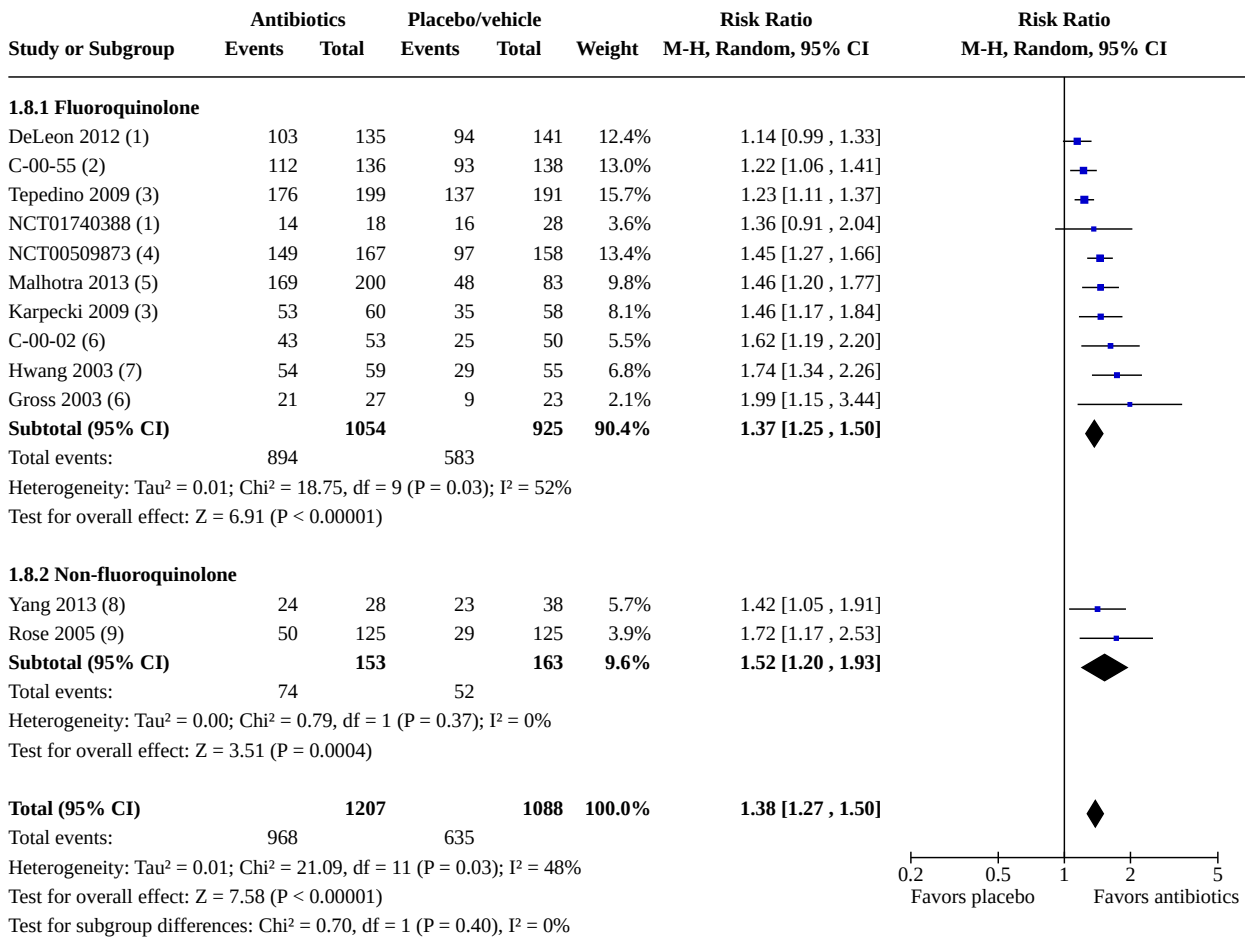 Antibiotics Placebo/vehicle Risk Ratio Risk Ratio
Study or Subgroup Events Total Events Total Weight M-H, Random, 95% CI M-H, Random, 95% CI
1.8.1 Fluoroquinolone
DeLeon 2012 (1) 103 135 94 141 12.4% 1.14 [0.99 , 1.33]
C-00-55 (2) 112 136 93 138 13.0% 1.22 [1.06 , 1.41]
Tepedino 2009 (3) 176 199 137 191 15.7% 1.23 [1.11 , 1.37]
NCT01740388 (1) 14 18 16 28 3.6% 1.36 [0.91 , 2.04]
NCT00509873 (4) 149 167 97 158 13.4% 1.45 [1.27 , 1.66]
Malhotra 2013 (5) 169 200 48 83 9.8% 1.46 [1.20 , 1.77]
Karpecki 2009 (3) 53 60 35 58 8.1% 1.46 [1.17 , 1.84]
C-00-02 (6) 43 53 25 50 5.5% 1.62 [1.19 , 2.20]
Hwang 2003 (7) 54 59 29 55 6.8% 1.74 [1.34 , 2.26]
Gross 2003 (6) 21 27 9 23 2.1% 1.99 [1.15 , 3.44]
Subtotal (95% CI) 1054 925 90.4% 1.37 [1.25 , 1.50]
Total events: 894 583
Heterogeneity: Tau² = 0.01; Chi² = 18.75, df = 9 (P = 0.03); I² = 52%
Test for overall effect: Z = 6.91 (P < 0.00001)
1.8.2 Non-fluoroquinolone
Yang 2013 (8) 24 28 23 38 5.7% 1.42 [1.05 , 1.91]
Rose 2005 (9) 50 125 29 125 3.9% 1.72 [1.17 , 2.53]
Subtotal (95% CI) 153 163 9.6% 1.52 [1.20 , 1.93]
Total events: 74 52
Heterogeneity: Tau² = 0.00; Chi² = 0.79, df = 1 (P = 0.37); I² = 0%
Test for overall effect: Z = 3.51 (P = 0.0004)
Total (95% CI) 1207 1088 100.0% 1.38 [1.27 , 1.50]
Total events: 968 635
Heterogeneity: Tau² = 0.01; Chi² = 21.09, df = 11 (P = 0.03); I² = 48%
0.2 0.5 1 2 5
Test for overall effect: Z = 7.58 (P < 0.00001) Favors placebo Favors antibiotics
Test for subgroup differences: Chi² = 0.70, df = 1 (P = 0.40), I² = 0%